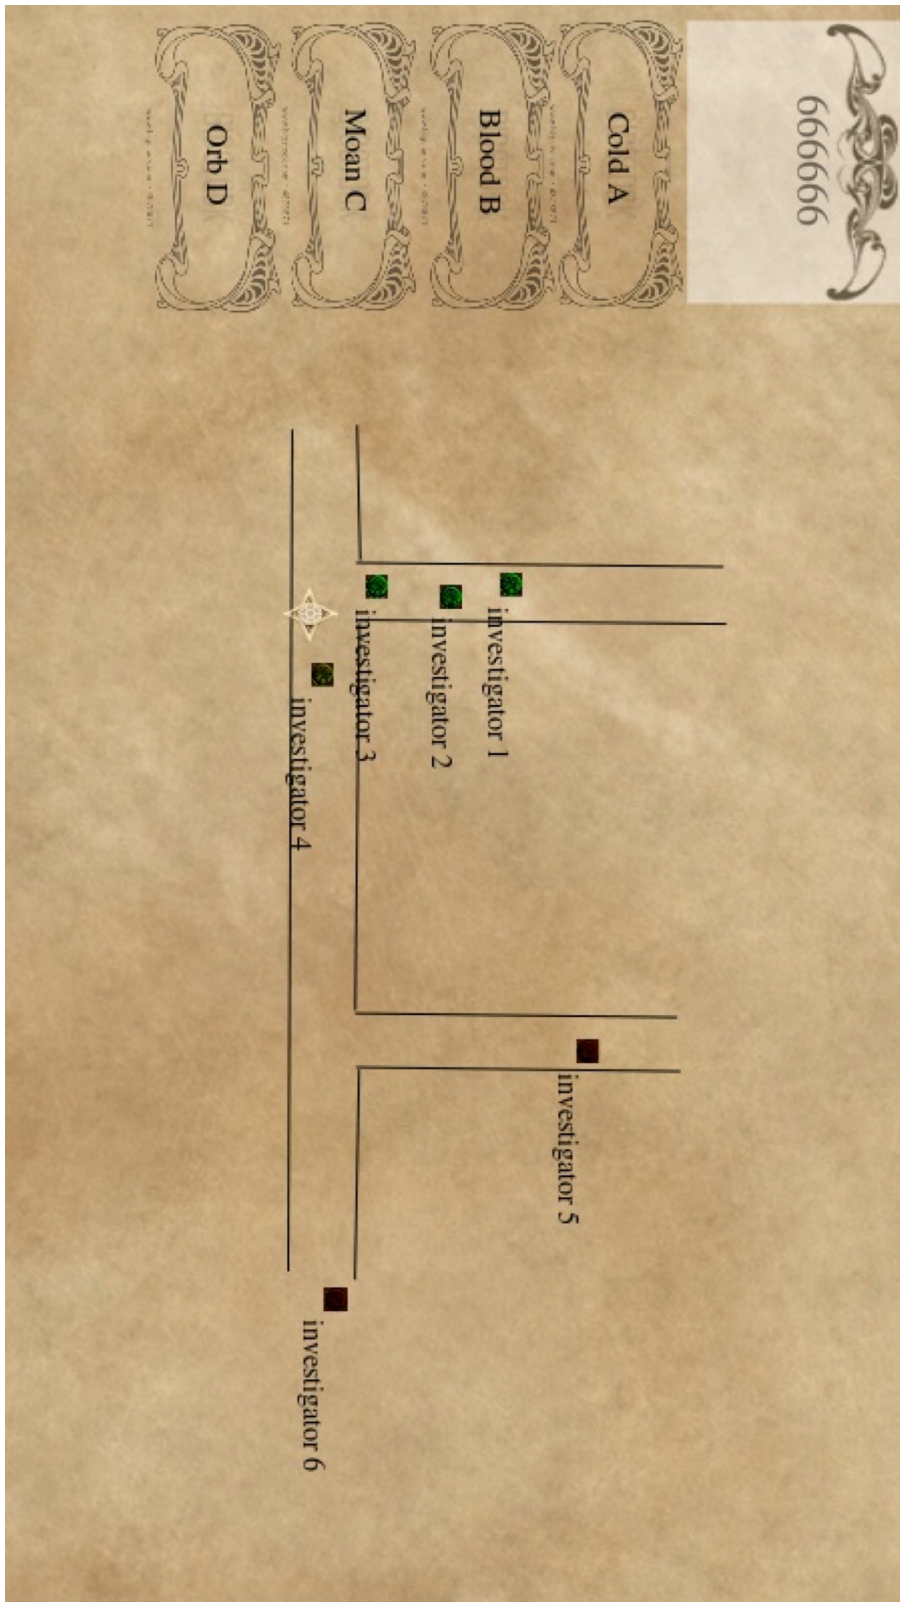 666666
Cold A
Blood B
Moan C
Orb D
investigator 1
investigator 2
investigator 3
investigator 4
investigator 5
investigator 6